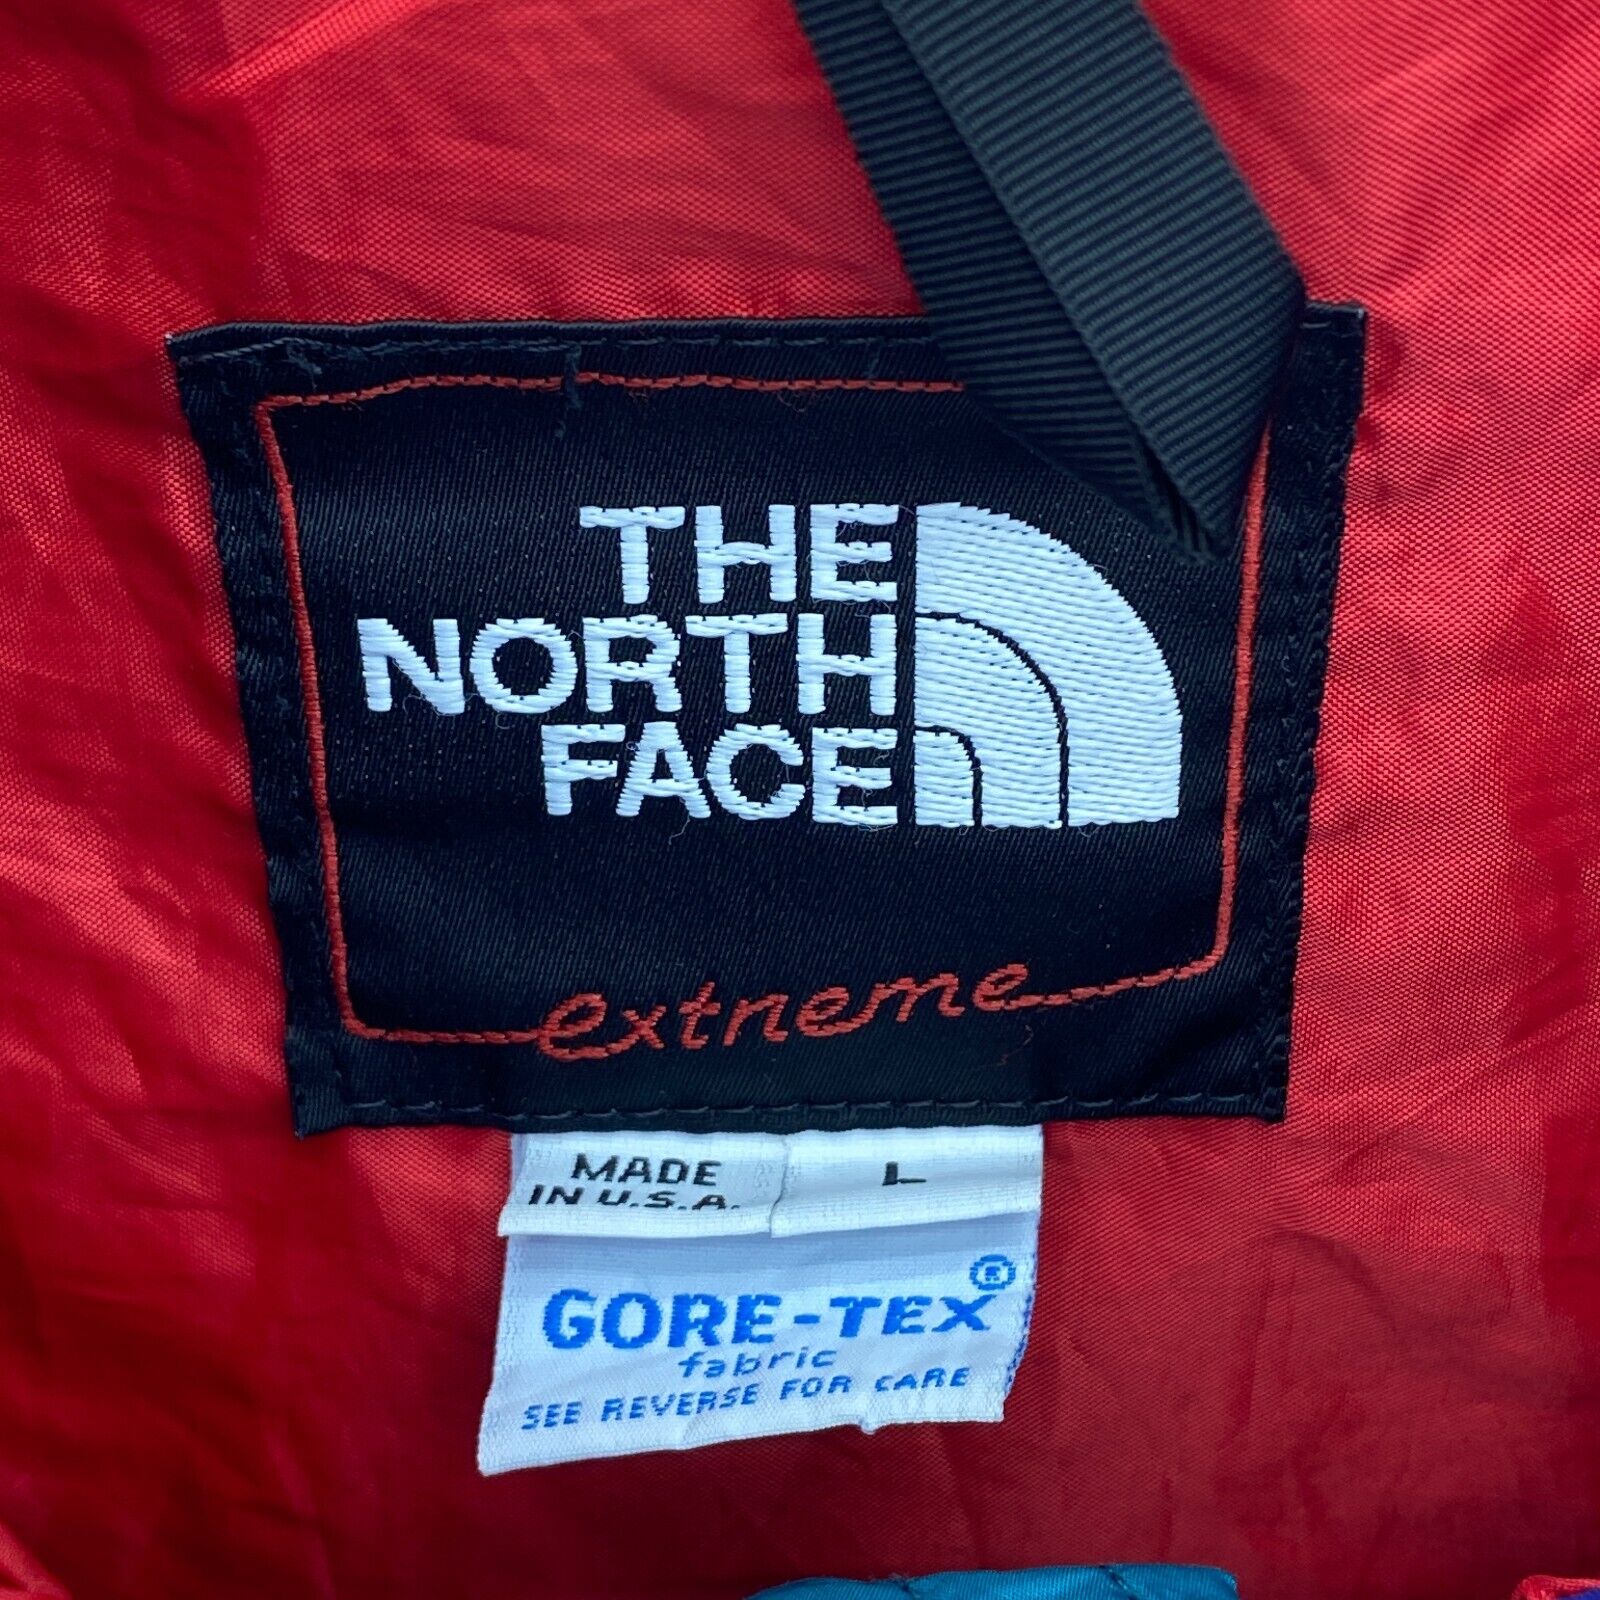 THE
NORTH
FACE
extreme
MADE
IN U.S.A.
L
GORE-TEX®
fabric
SEE REVERSE FOR CARE